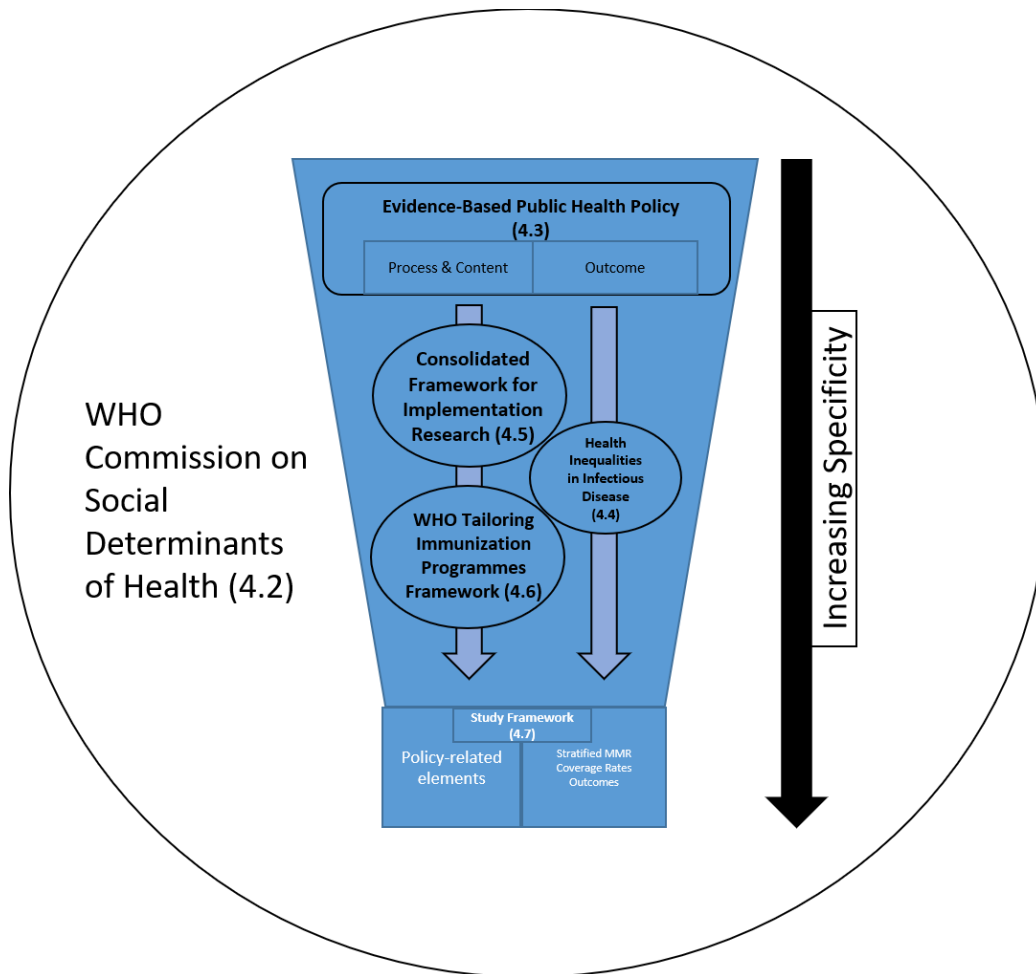 Evidence-Based Public Health Policy
(4.3)
Process & Content
Outcome
Consolidated
Framework for
Implementation
Research (4.5)
Health
Inequalities
in Infectious
Disease
(4.4)
WHO Tailoring
Immunization
Programmes
Framework (4.6)
Study Framework
(4.7)
Policy-related
elements
Stratified MMR
Coverage Rates
Outcomes
WHO
Commission on
Social
Determinants
of Health (4.2)
Increasing Specificity